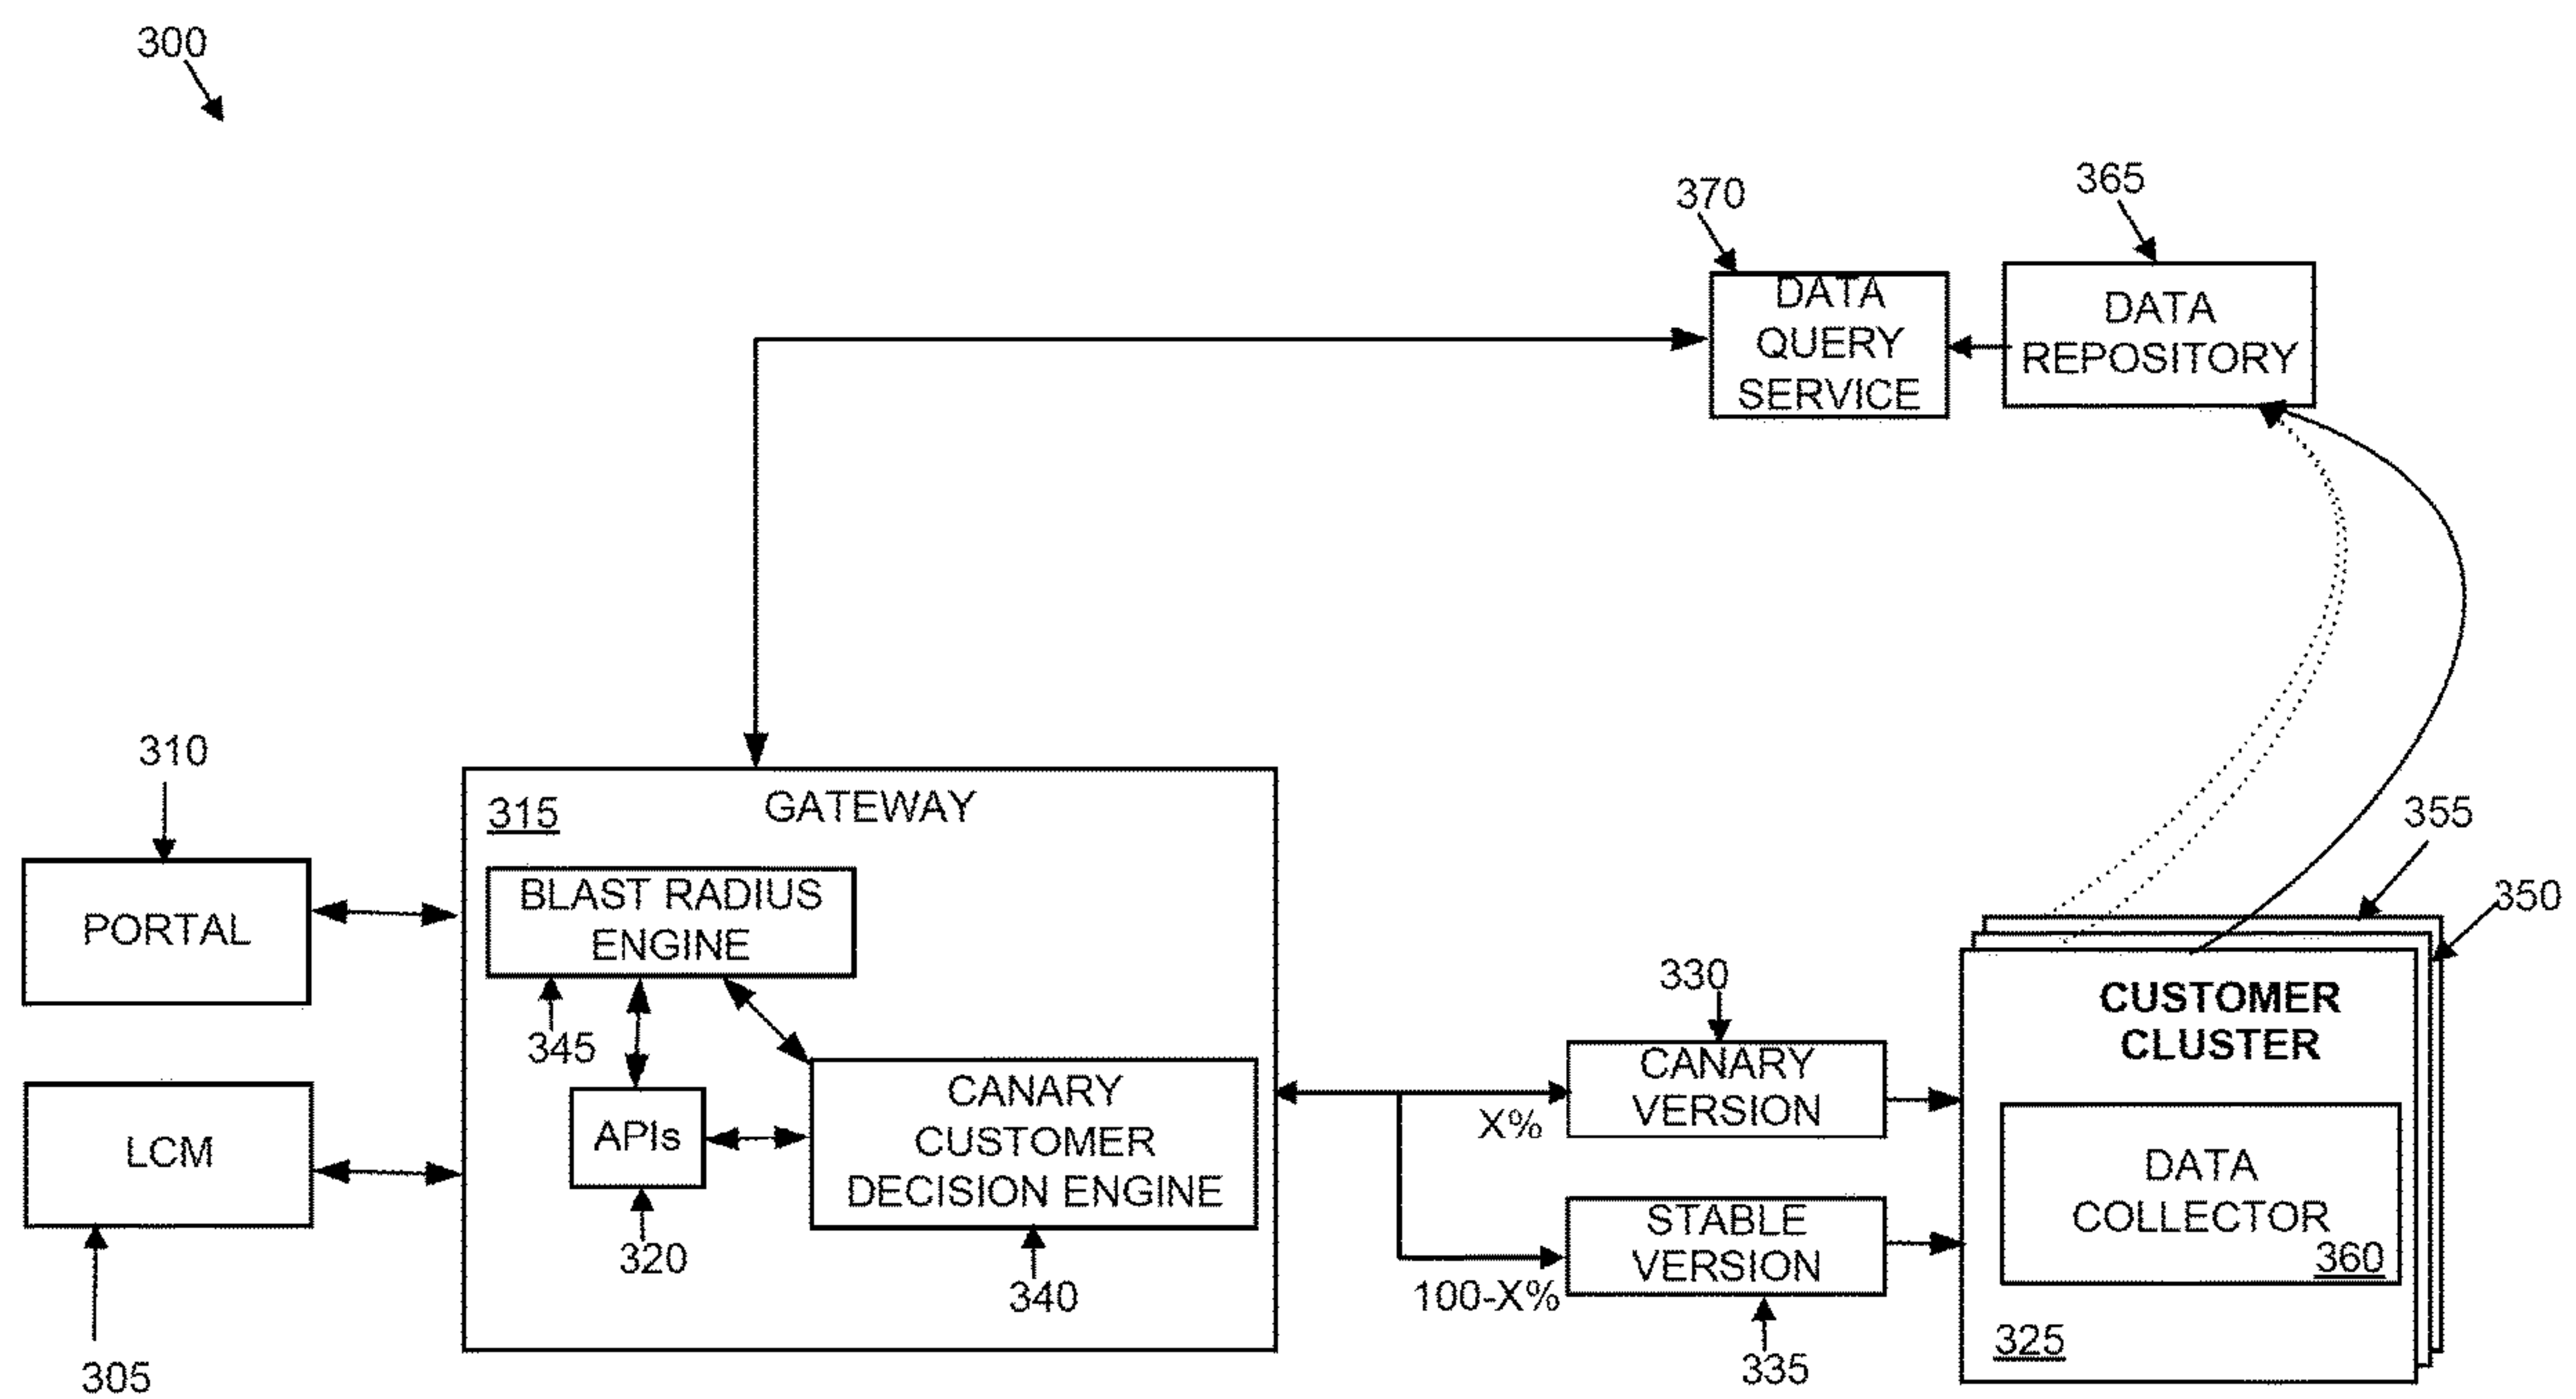 300
365
370
DATA
QUERY
SERVICE
DATA
REPOSITORY
310
PORTAL
LCM
305
315
GATEWAY
BLAST RADIUS
ENGINE
345
APIs
320
CANARY
CUSTOMER
DECISION ENGINE
340
X%
100-X%
330
CANARY
VERSION
STABLE
VERSION
335
355
350
CUSTOMER
CLUSTER
DATA
COLLECTOR
360
325